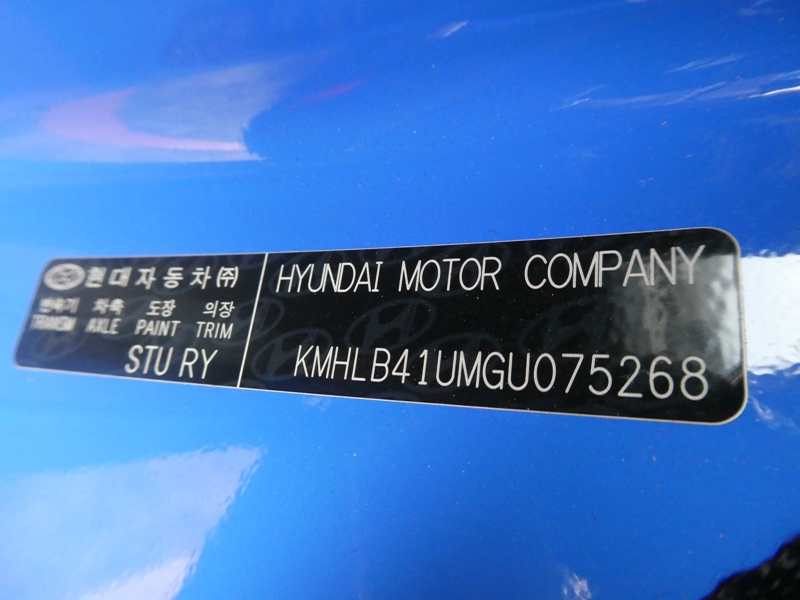 현대자동차(주)
변속기 차축 도장 의장
TRANSM AXLE PAINT TRIM
STU RY
HYUNDAI MOTOR COMPANY
KMHLB41UMGU075268